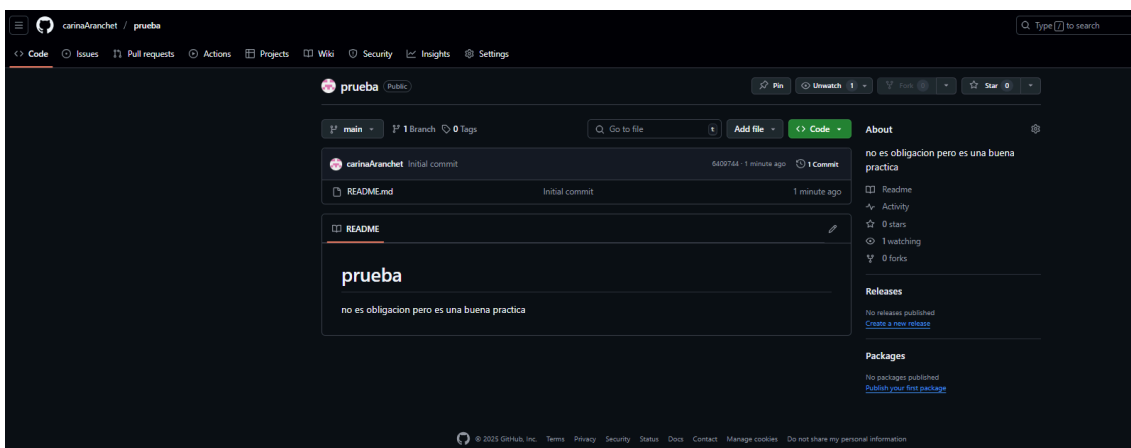 carinaAranchet / prueba
Type / to search
Code Issues Pull requests Actions Projects Wiki Security Insights Settings
prueba Public
Pin Unwatch 1 Fork 0 Star 0
main 1 Branch 0 Tags Go to file t Add file Code
carinaAranchet Initial commit 6409744 · 1 minute ago 1 Commit
README.md Initial commit 1 minute ago
README
prueba
no es obligacion pero es una buena practica
About
no es obligacion pero es una buena
practica
Readme
Activity
0 stars
1 watching
0 forks
Releases
No releases published
Create a new release
Packages
No packages published
Publish your first package
© 2025 GitHub, Inc. Terms Privacy Security Status Docs Contact Manage cookies Do not share my personal information